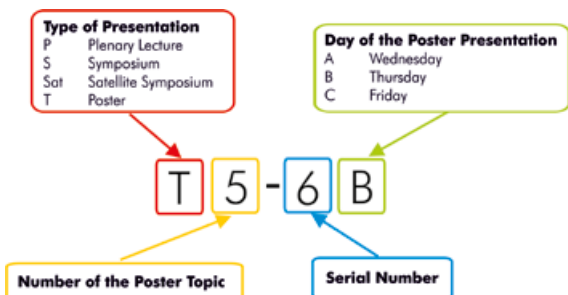 Type of Presentation
P Plenary Lecture
S Symposium
Sat Satellite Symposium
T Poster
Day of the Poster Presentation
A Wednesday
B Thursday
C Friday
T 5 - 6 B
Number of the Poster Topic
Serial Number